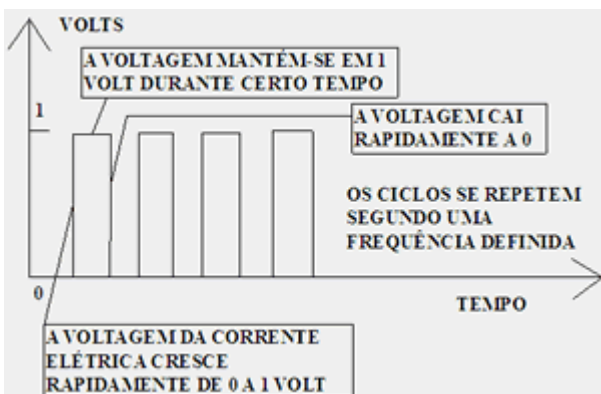 VOLTS
A VOLTAGEM MANTÉM-SE EM 1
VOLT DURANTE CERTO TEMPO
1
A VOLTAGEM CAI
RAPIDAMENTE A 0
OS CICLOS SE REPETEM
SEGUNDO UMA
FREQUÊNCIA DEFINIDA
0
TEMPO
A VOLTAGEM DA CORRENTE
ELÉTRICA CRESCE
RAPIDAMENTE DE 0 A 1 VOLT